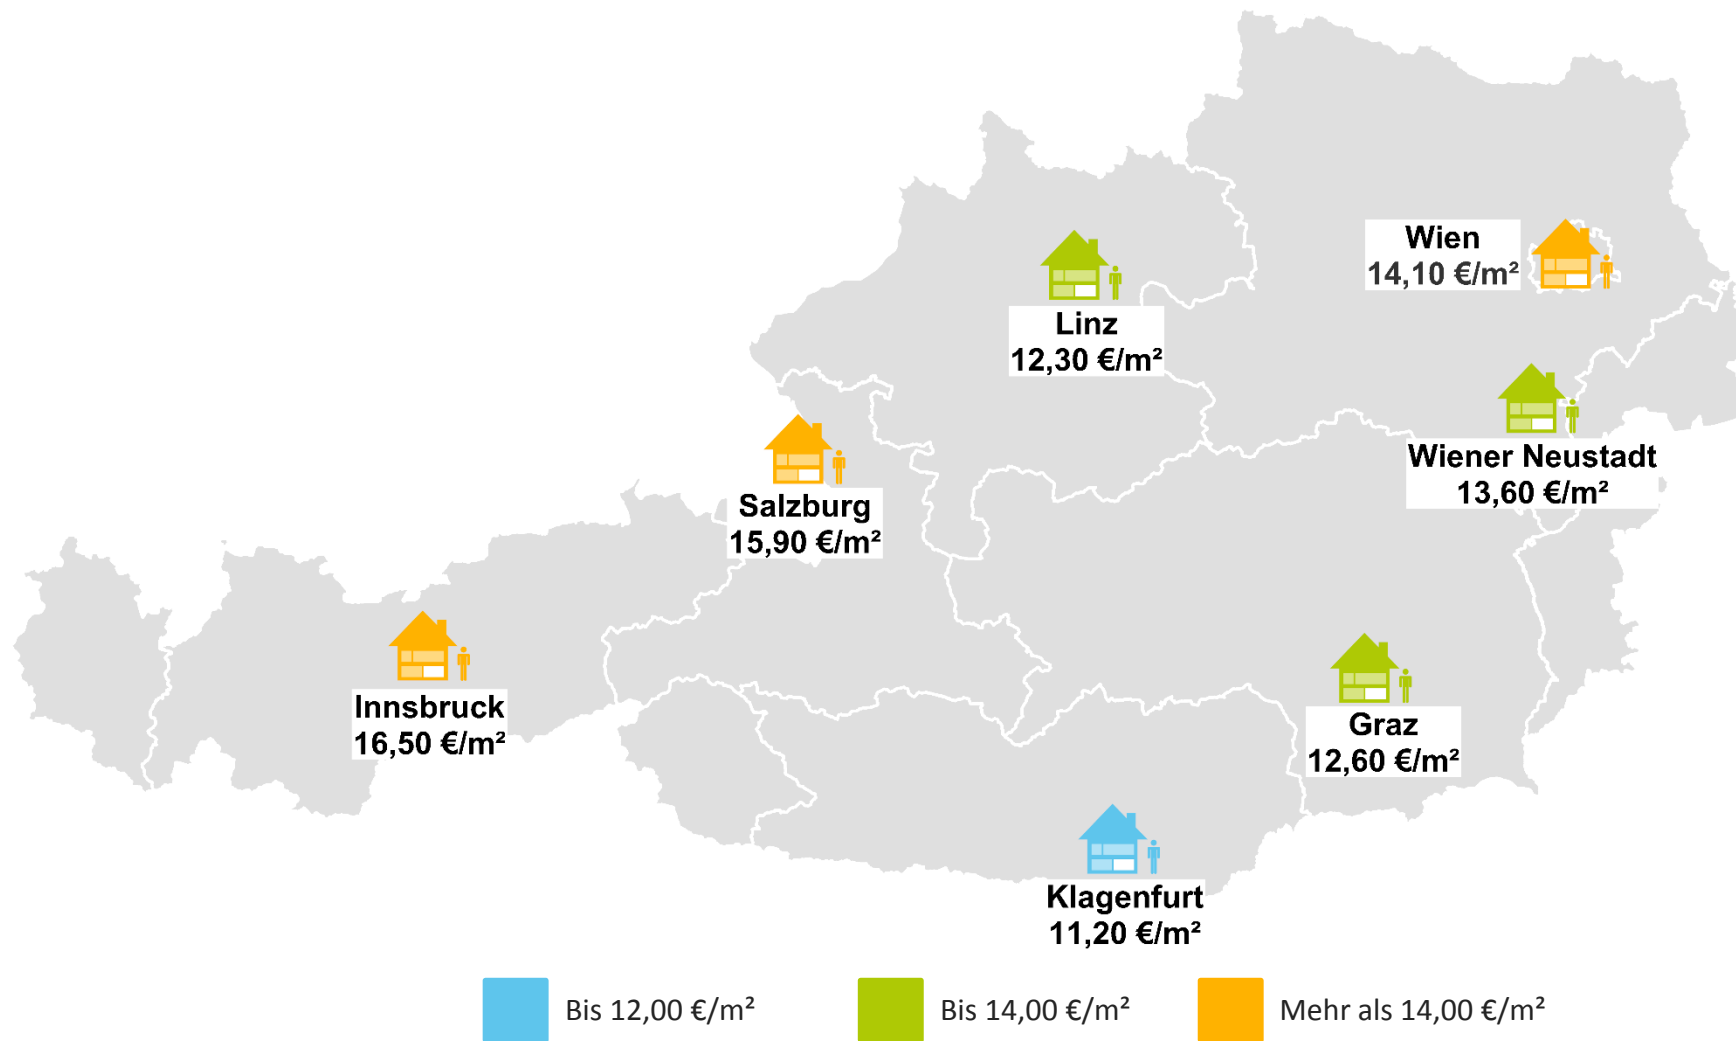 Wien
14,10 €/m²
Linz
12,30 €/m²
Wiener Neustadt
13,60 €/m²
Salzburg
15,90 €/m²
Innsbruck
16,50 €/m²
Graz
12,60 €/m²
Klagenfurt
11,20 €/m²
Bis 12,00 €/m²
Bis 14,00 €/m²
Mehr als 14,00 €/m²